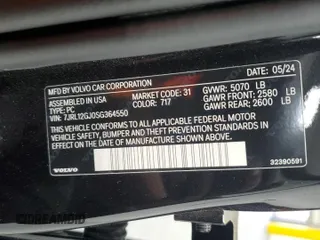 MFD. BY VOLVO CAR CORPORATION
05/24
ASSEMBLED IN USA
MARKET CODE: 31
GVWR: 5070 LB
TYPE: PC
COLOR: 717
GAWR FRONT: 2580 LB
VIN: 7JRL12GJ0SG364550
GAWR REAR: 2600 LB
THIS VEHICLE CONFORMS TO ALL APPLICABLE FEDERAL MOTOR
VEHICLE SAFETY, BUMPER AND THEFT PREVENTION STANDARDS
IN EFFECT ON THE DATE OF MANUFACTURE SHOWN ABOVE
VOLVO
32390591
DREAMBID